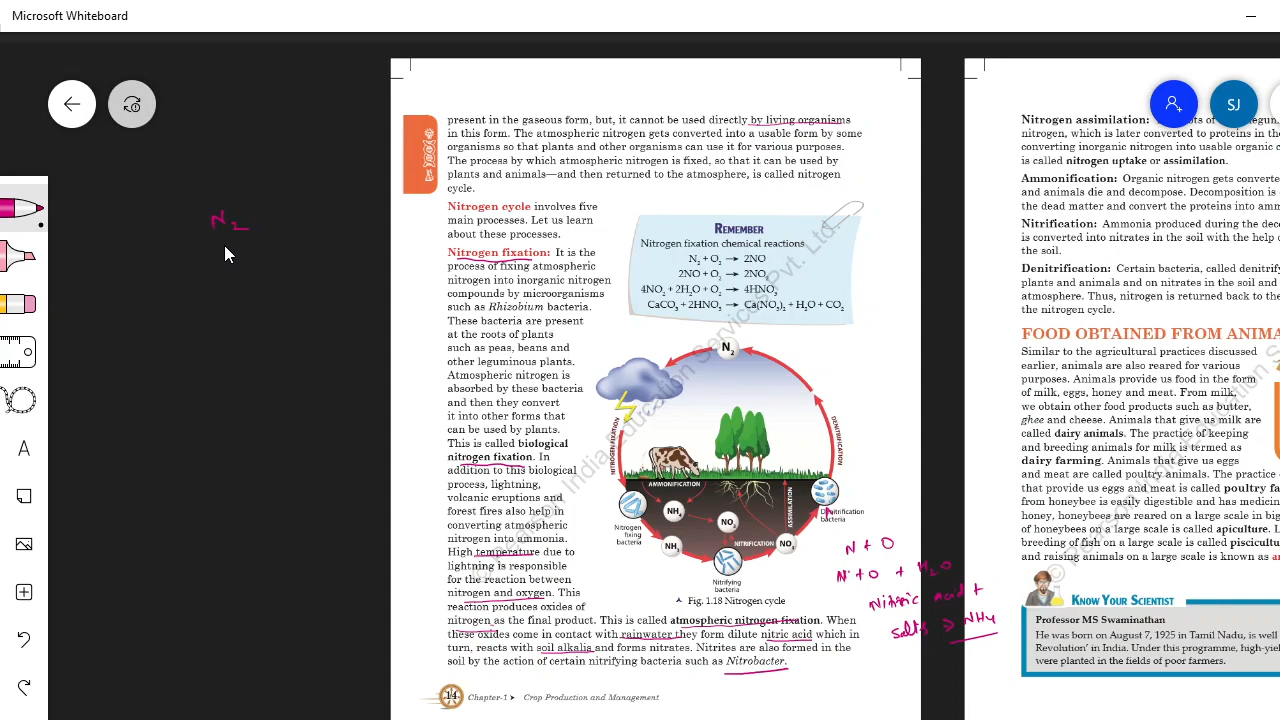 Microsoft Whiteboard
SJ
N2
present in the gaseous form, but, it cannot be used directly by living organisms
in this form. The atmospheric nitrogen gets converted into a usable form by some
organisms so that plants and other organisms can use it for various purposes.
The process by which atmospheric nitrogen is fixed, so that it can be used by
plants and animals—and then returned to the atmosphere, is called nitrogen
cycle.
Nitrogen cycle involves five
main processes. Let us learn
about these processes.
Nitrogen fixation: It is the
process of fixing atmospheric
nitrogen into inorganic nitrogen
compounds by microorganisms
such as Rhizobium bacteria.
These bacteria are present
at the roots of plants
such as peas, beans and
other leguminous plants.
Atmospheric nitrogen is
absorbed by these bacteria
and then they convert
it into other forms that
can be used by plants.
This is called biological
nitrogen fixation. In
addition to this biological
process, lightning,
volcanic eruptions and
forest fires also help in
converting atmospheric
nitrogen into ammonia.
High temperature due to
lightning is responsible
for the reaction between
nitrogen and oxygen. This
reaction produces oxides of
nitrogen as the final product. This is called atmospheric nitrogen fixation. When
these oxides come in contact with rainwater they form dilute nitric acid which in
turn, reacts with soil alkalia and forms nitrates. Nitrites are also formed in the
soil by the action of certain nitrifying bacteria such as Nitrobacter.
REMEMBER
Nitrogen fixation chemical reactions
N2 + O2 → 2NO
2NO + O2 → 2NO2
4NO2 + 2H2O + O2 → 4HNO3
CaCO3 + 2HNO3 → Ca(NO3)2 + H2O + CO2
N2
NITROGEN FIXATION
DENITRIFICATION
AMMONIFICATION
ASSIMILATION
NH4
NO2
NH3
NITRIFICATION
Nitrogen
fixing
bacteria
Nitrifying
bacteria
Denitrification
bacteria
Fig. 1.18 Nitrogen cycle
N + O
N + O + H2O
Nitric acid +
salts > NH4
14 Chapter-1 Crop Production and Management
Nitrogen assimilation:
nitrogen, which is later converted to proteins in th
converting inorganic nitrogen into usable organic c
is called nitrogen uptake or assimilation.
Ammonification: Organic nitrogen gets converte
and animals die and decompose. Decomposition is
the dead matter and convert the proteins into amm
Nitrification: Ammonia produced during the deco
is converted into nitrates in the soil with the help o
the soil.
Denitrification: Certain bacteria, called denitrify
plants and animals and on nitrates in the soil and
atmosphere. Thus, nitrogen is returned back to the
the nitrogen cycle.
FOOD OBTAINED FROM ANIMA
Similar to the agricultural practices discussed
earlier, animals are also reared for various
purposes. Animals provide us food in the form
of milk, eggs, honey and meat. From milk
we obtain other food products such as butter,
ghee and cheese. Animals that give us milk are
called dairy animals. The practice of keeping
and breeding animals for milk is termed as
dairy farming. Animals that give us eggs
and meat are called poultry animals. The practice
that provide us eggs and meat is called poultry fa
from honeybee is easily digestible and has medicin
honey, honeybees are reared on a large scale in big
of honeybees on a large scale is called apiculture. L
breeding of fish on a large scale is called piscicultu
and raising animals on a large scale is known as an
KNOW YOUR SCIENTIST
Professor MS Swaminathan
He was born on August 7, 1925 in Tamil Nadu, is well
Revolution' in India. Under this programme, high-yiel
were planted in the fields of poor farmers.